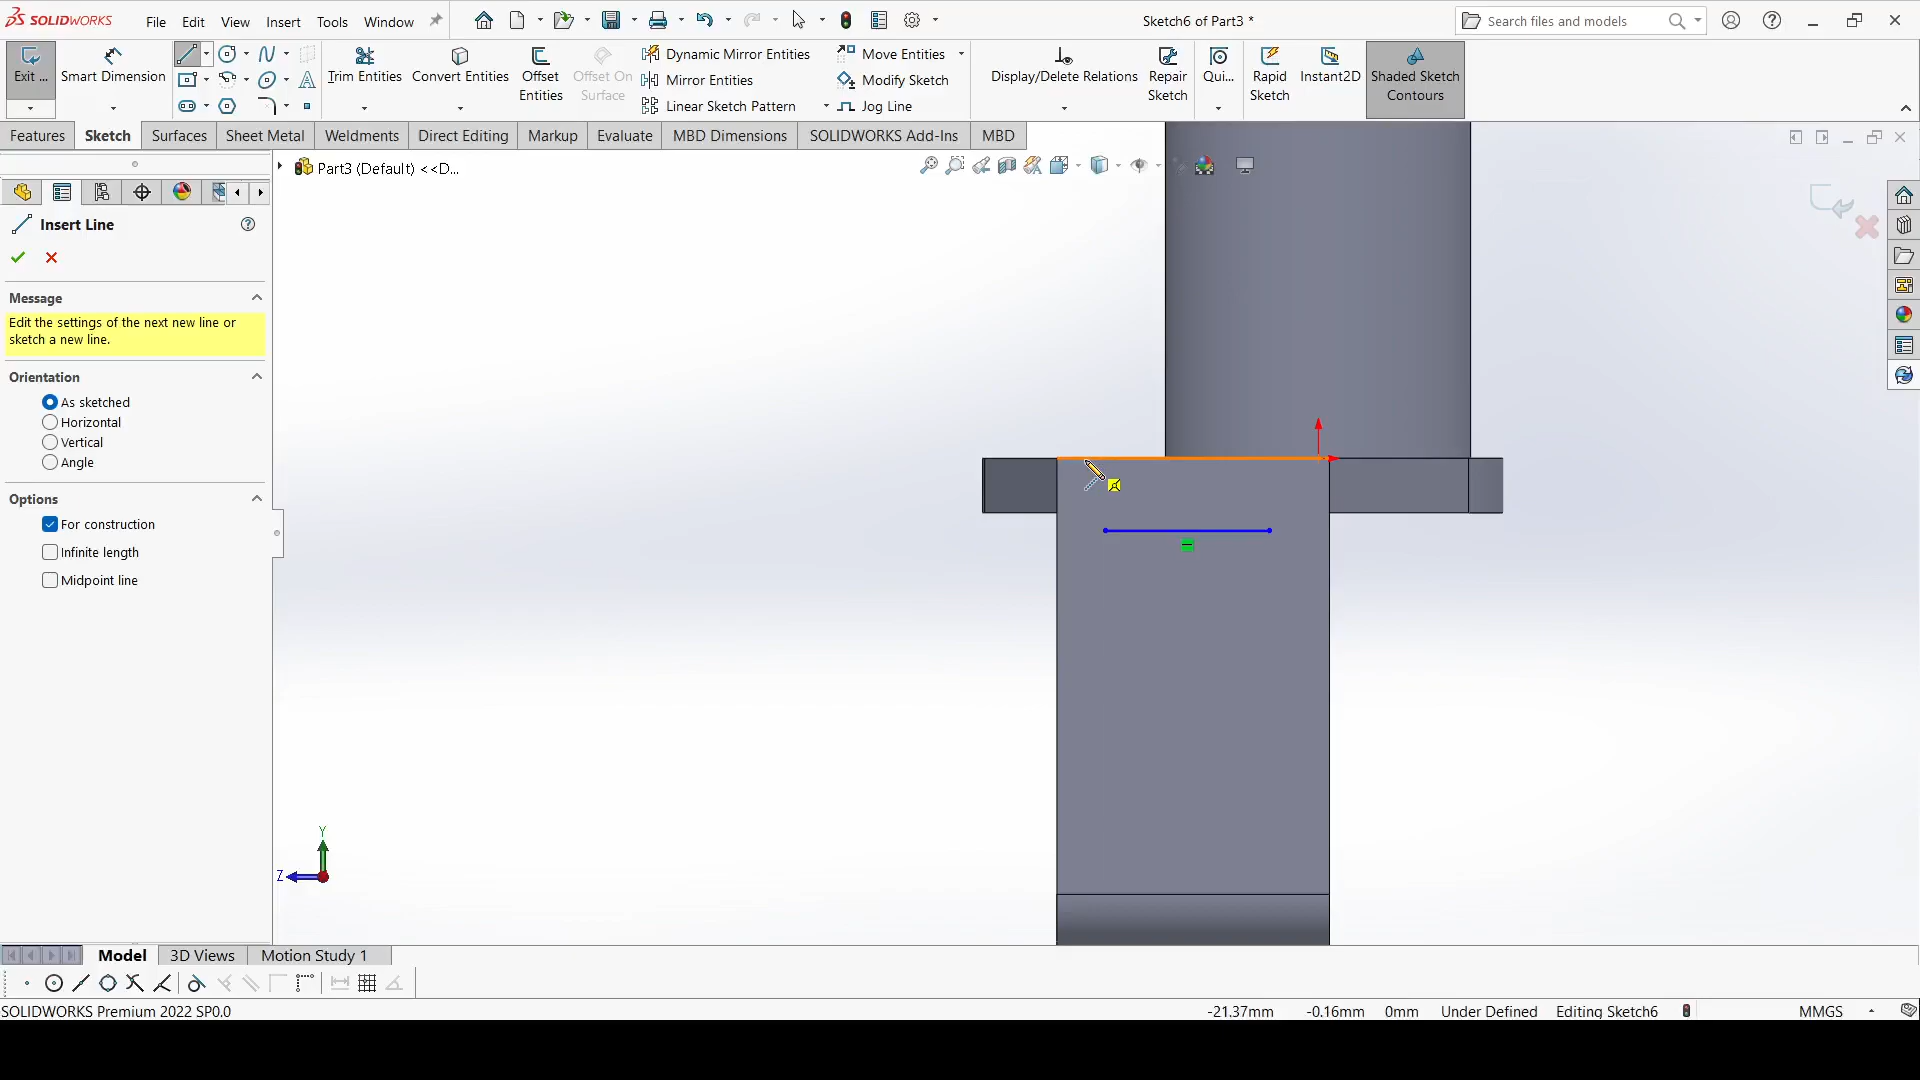 SOLIDWORKS File Edit View Insert Tools Window Sketch6 of Part3 * Search files and models
Exit ... Smart Dimension Trim Entities Convert Entities Offset Entities Offset On Surface Dynamic Mirror Entities Mirror Entities Linear Sketch Pattern Move Entities Modify Sketch Jog Line Display/Delete Relations Repair Sketch Qui... Rapid Sketch Instant2D Shaded Sketch Contours
Features Sketch Surfaces Sheet Metal Weldments Direct Editing Markup Evaluate MBD Dimensions SOLIDWORKS Add-Ins MBD
Part3 (Default) <<D...
Insert Line
Message
Edit the settings of the next new line or
sketch a new line.
Orientation
As sketched
Horizontal
Vertical
Angle
Options
For construction
Infinite length
Midpoint line
Y
Z
Model 3D Views Motion Study 1
SOLIDWORKS Premium 2022 SP0.0 -21.37mm -0.16mm 0mm Under Defined Editing Sketch6 MMGS